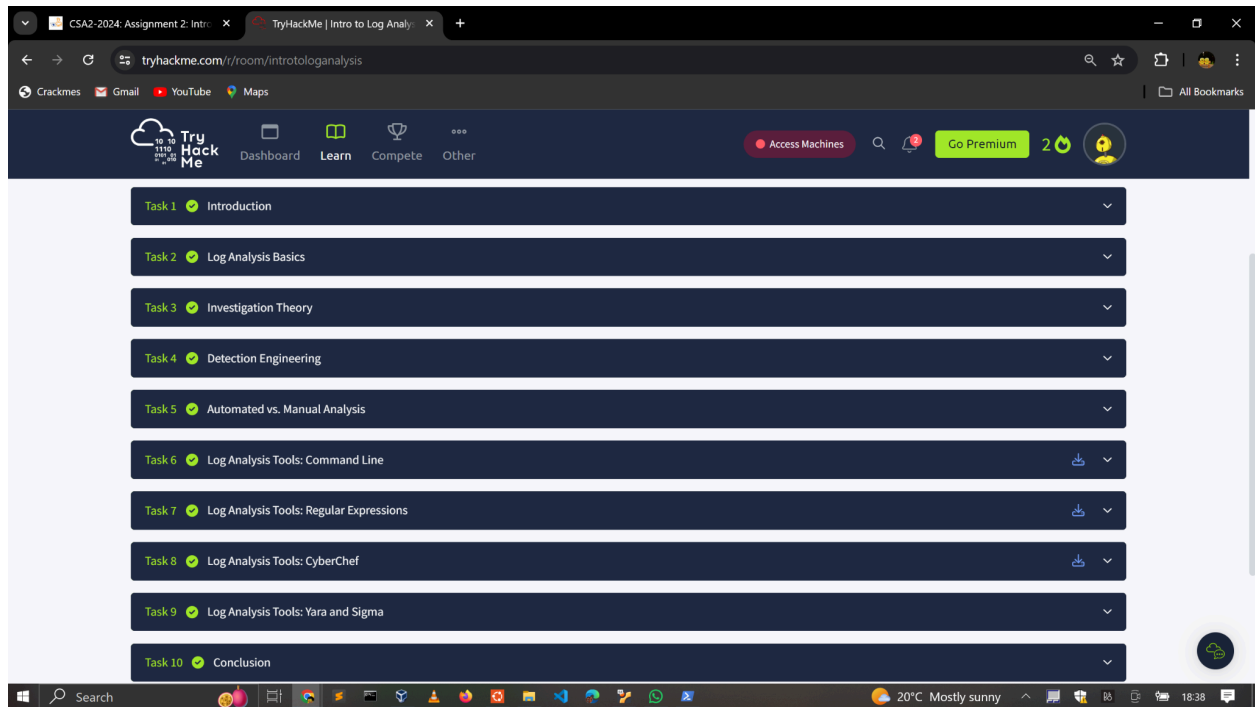 CSA2-2024: Assignment 2: Intro
TryHackMe | Intro to Log Analys
tryhackme.com/r/room/introtologanalysis
Crackmes Gmail YouTube Maps All Bookmarks
Try Hack Me
Dashboard Learn Compete Other
Access Machines 2 Go Premium 2
Task 1 Introduction
Task 2 Log Analysis Basics
Task 3 Investigation Theory
Task 4 Detection Engineering
Task 5 Automated vs. Manual Analysis
Task 6 Log Analysis Tools: Command Line
Task 7 Log Analysis Tools: Regular Expressions
Task 8 Log Analysis Tools: CyberChef
Task 9 Log Analysis Tools: Yara and Sigma
Task 10 Conclusion
Search 20°C Mostly sunny 18:38